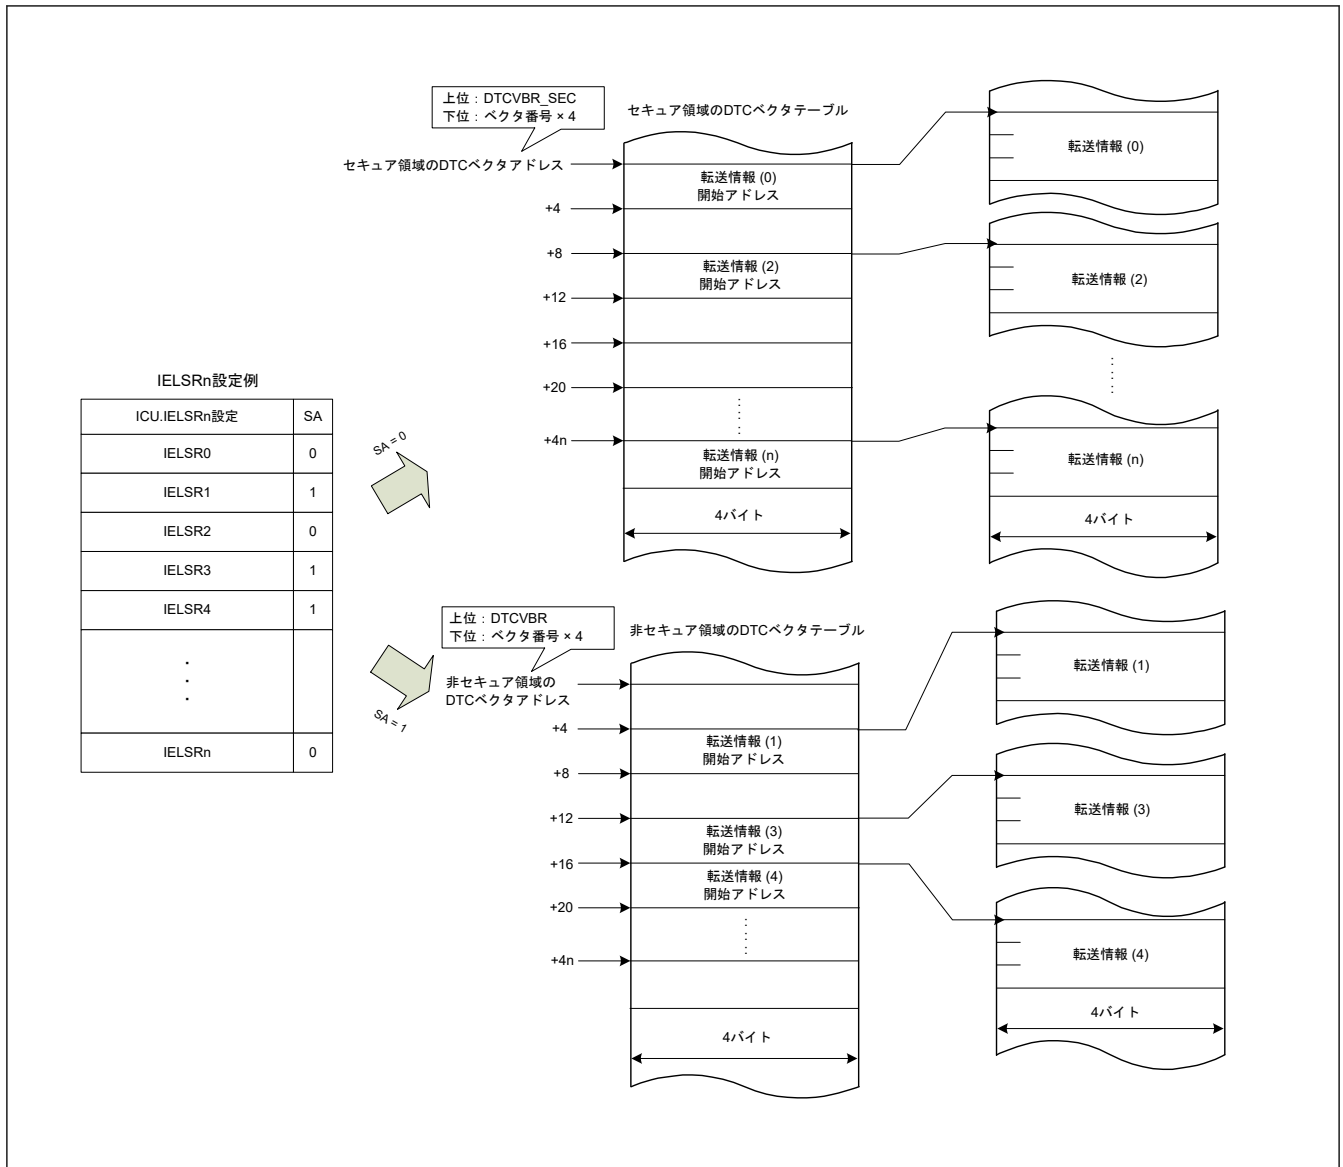 IELSRn設定例
ICU.IELSRn設定 SA
IELSR0 0
IELSR1 1
IELSR2 0
IELSR3 1
IELSR4 1
IELSRn 0
SA = 0
SA = 1
上位:DTCVBR_SEC
下位:ベクタ番号 × 4
セキュア領域のDTCベクタテーブル
セキュア領域のDTCベクタアドレス
+4
+8
+12
+16
+20
+4n
転送情報 (0)
開始アドレス
転送情報 (2)
開始アドレス
転送情報 (n)
開始アドレス
4バイト
転送情報 (0)
転送情報 (2)
転送情報 (n)
4バイト
上位:DTCVBR
下位:ベクタ番号 × 4
非セキュア領域のDTCベクタテーブル
非セキュア領域の
DTCベクタアドレス
+4
+8
+12
+16
+20
+4n
転送情報 (1)
開始アドレス
転送情報 (3)
開始アドレス
転送情報 (4)
開始アドレス
4バイト
転送情報 (1)
転送情報 (3)
転送情報 (4)
4バイト